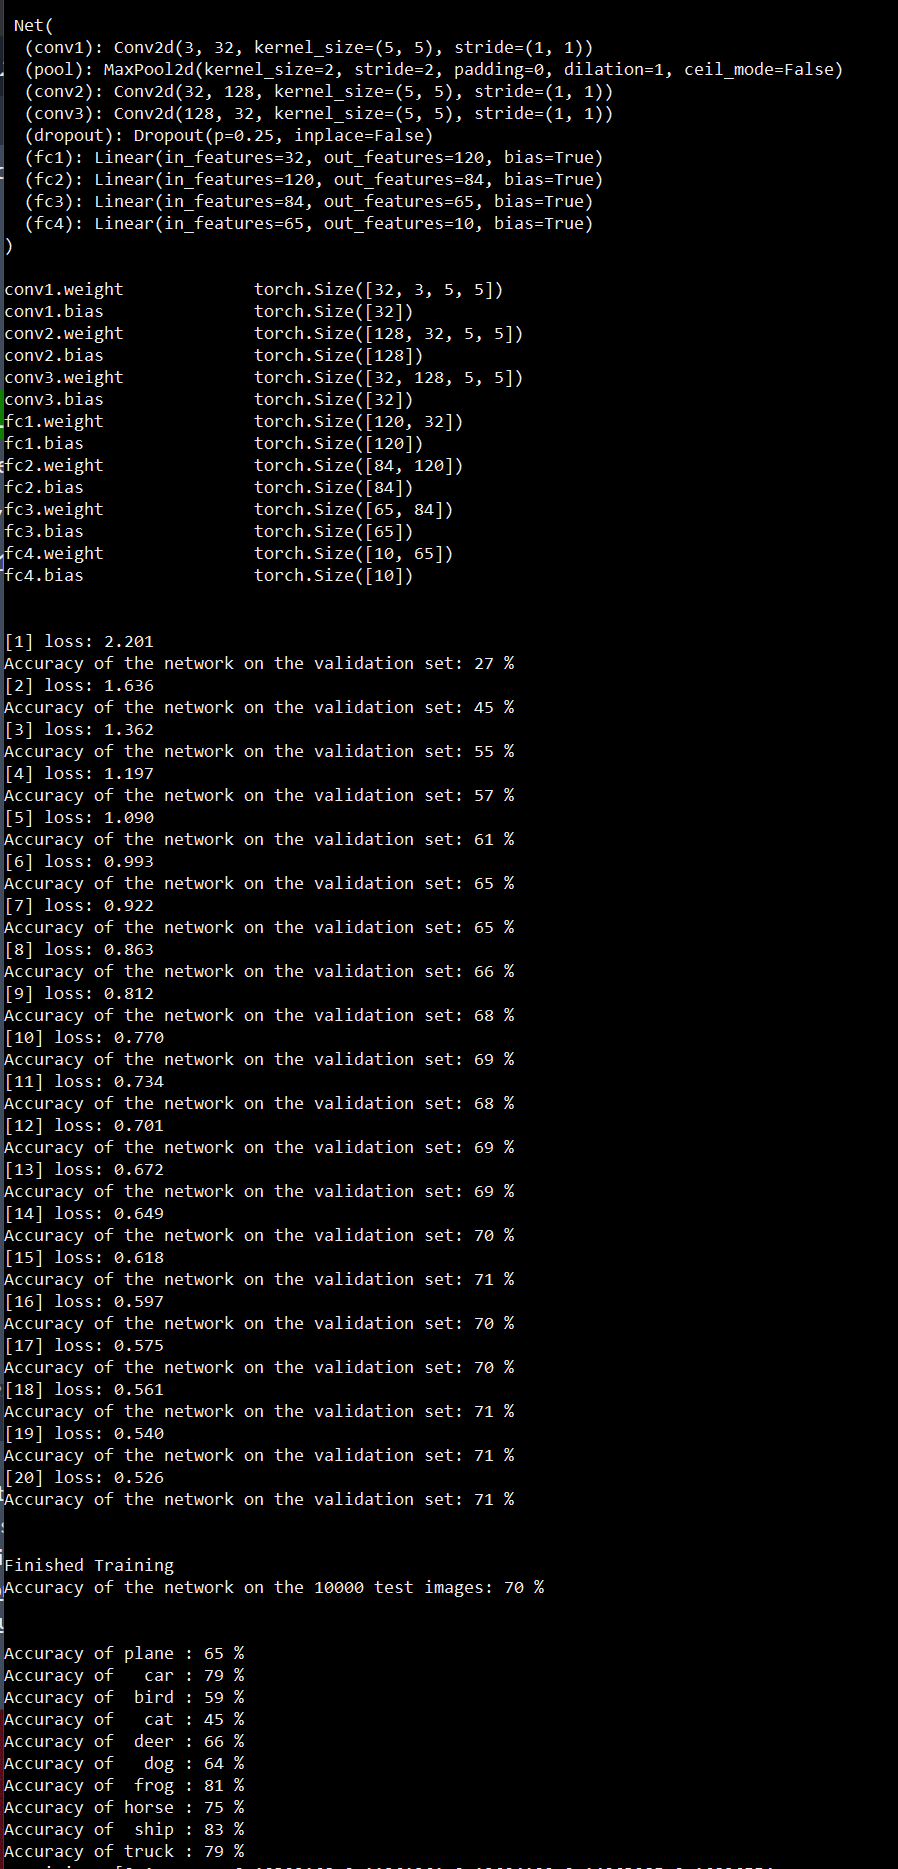 Net(
  (conv1): Conv2d(3, 32, kernel_size=(5, 5), stride=(1, 1))
  (pool): MaxPool2d(kernel_size=2, stride=2, padding=0, dilation=1, ceil_mode=False)
  (conv2): Conv2d(32, 128, kernel_size=(5, 5), stride=(1, 1))
  (conv3): Conv2d(128, 32, kernel_size=(5, 5), stride=(1, 1))
  (dropout): Dropout(p=0.25, inplace=False)
  (fc1): Linear(in_features=32, out_features=120, bias=True)
  (fc2): Linear(in_features=120, out_features=84, bias=True)
  (fc3): Linear(in_features=84, out_features=65, bias=True)
  (fc4): Linear(in_features=65, out_features=10, bias=True)
)
conv1.weight             torch.Size([32, 3, 5, 5])
conv1.bias               torch.Size([32])
conv2.weight             torch.Size([128, 32, 5, 5])
conv2.bias               torch.Size([128])
conv3.weight             torch.Size([32, 128, 5, 5])
conv3.bias               torch.Size([32])
fc1.weight               torch.Size([120, 32])
fc1.bias                 torch.Size([120])
fc2.weight               torch.Size([84, 120])
fc2.bias                 torch.Size([84])
fc3.weight               torch.Size([65, 84])
fc3.bias                 torch.Size([65])
fc4.weight               torch.Size([10, 65])
fc4.bias                 torch.Size([10])
[1] loss: 2.201
Accuracy of the network on the validation set: 27 %
[2] loss: 1.636
Accuracy of the network on the validation set: 45 %
[3] loss: 1.362
Accuracy of the network on the validation set: 55 %
[4] loss: 1.197
Accuracy of the network on the validation set: 57 %
[5] loss: 1.090
Accuracy of the network on the validation set: 61 %
[6] loss: 0.993
Accuracy of the network on the validation set: 65 %
[7] loss: 0.922
Accuracy of the network on the validation set: 65 %
[8] loss: 0.863
Accuracy of the network on the validation set: 66 %
[9] loss: 0.812
Accuracy of the network on the validation set: 68 %
[10] loss: 0.770
Accuracy of the network on the validation set: 69 %
[11] loss: 0.734
Accuracy of the network on the validation set: 68 %
[12] loss: 0.701
Accuracy of the network on the validation set: 69 %
[13] loss: 0.672
Accuracy of the network on the validation set: 69 %
[14] loss: 0.649
Accuracy of the network on the validation set: 70 %
[15] loss: 0.618
Accuracy of the network on the validation set: 71 %
[16] loss: 0.597
Accuracy of the network on the validation set: 70 %
[17] loss: 0.575
Accuracy of the network on the validation set: 70 %
[18] loss: 0.561
Accuracy of the network on the validation set: 71 %
[19] loss: 0.540
Accuracy of the network on the validation set: 71 %
[20] loss: 0.526
Accuracy of the network on the validation set: 71 %
Finished Training
Accuracy of the network on the 10000 test images: 70 %
Accuracy of plane : 65 %
Accuracy of   car : 79 %
Accuracy of  bird : 59 %
Accuracy of   cat : 45 %
Accuracy of  deer : 66 %
Accuracy of   dog : 64 %
Accuracy of  frog : 81 %
Accuracy of horse : 75 %
Accuracy of  ship : 83 %
Accuracy of truck : 79 %